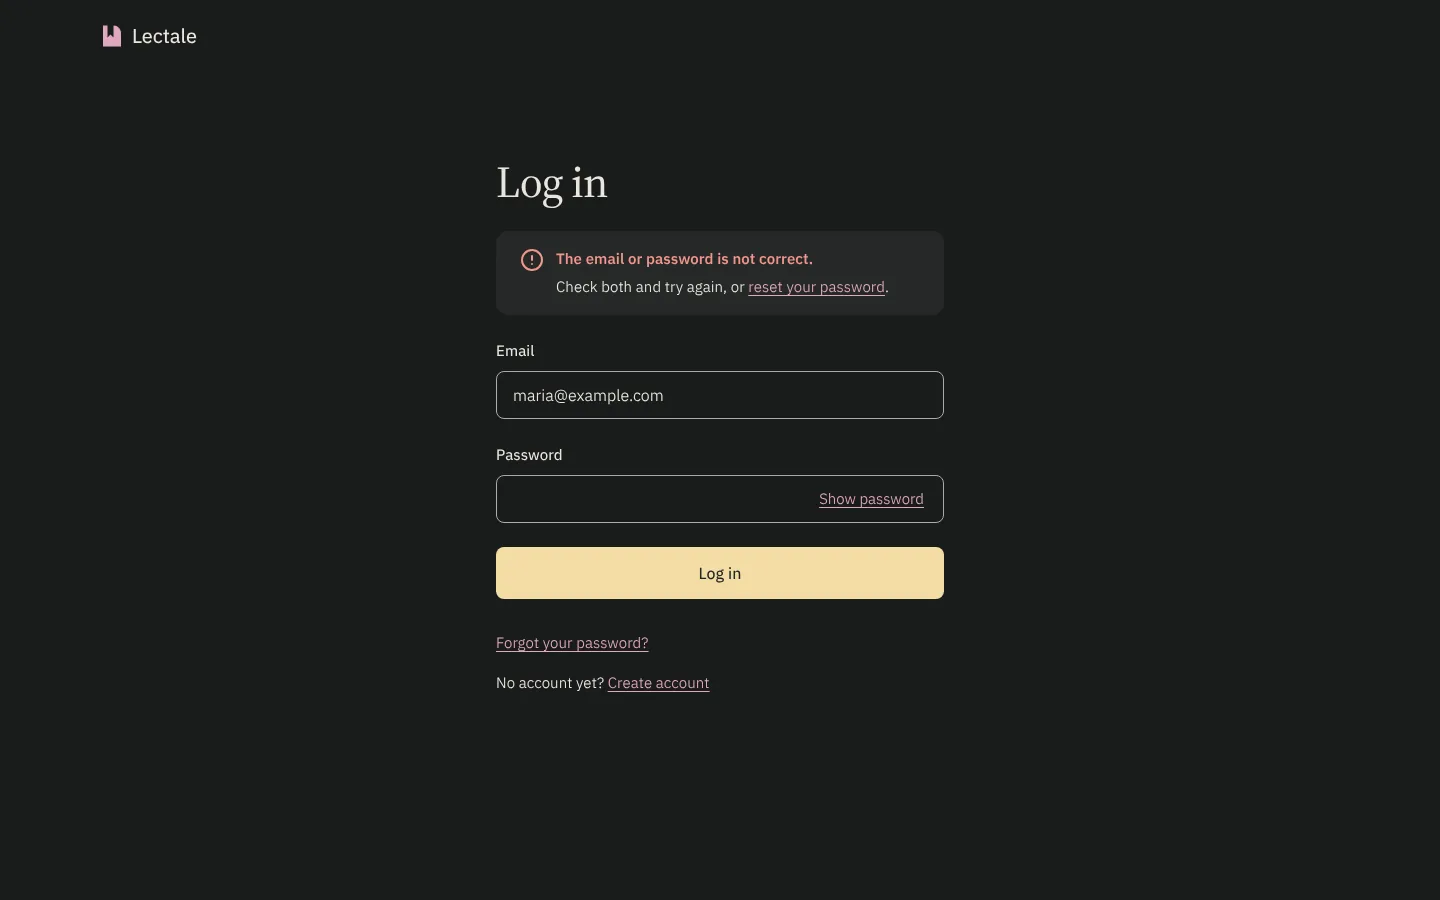 Lectale
Log in
The email or password is not correct.
Check both and try again, or reset your password.
Email
maria@example.com
Password
Show password
Log in
Forgot your password?
No account yet? Create account